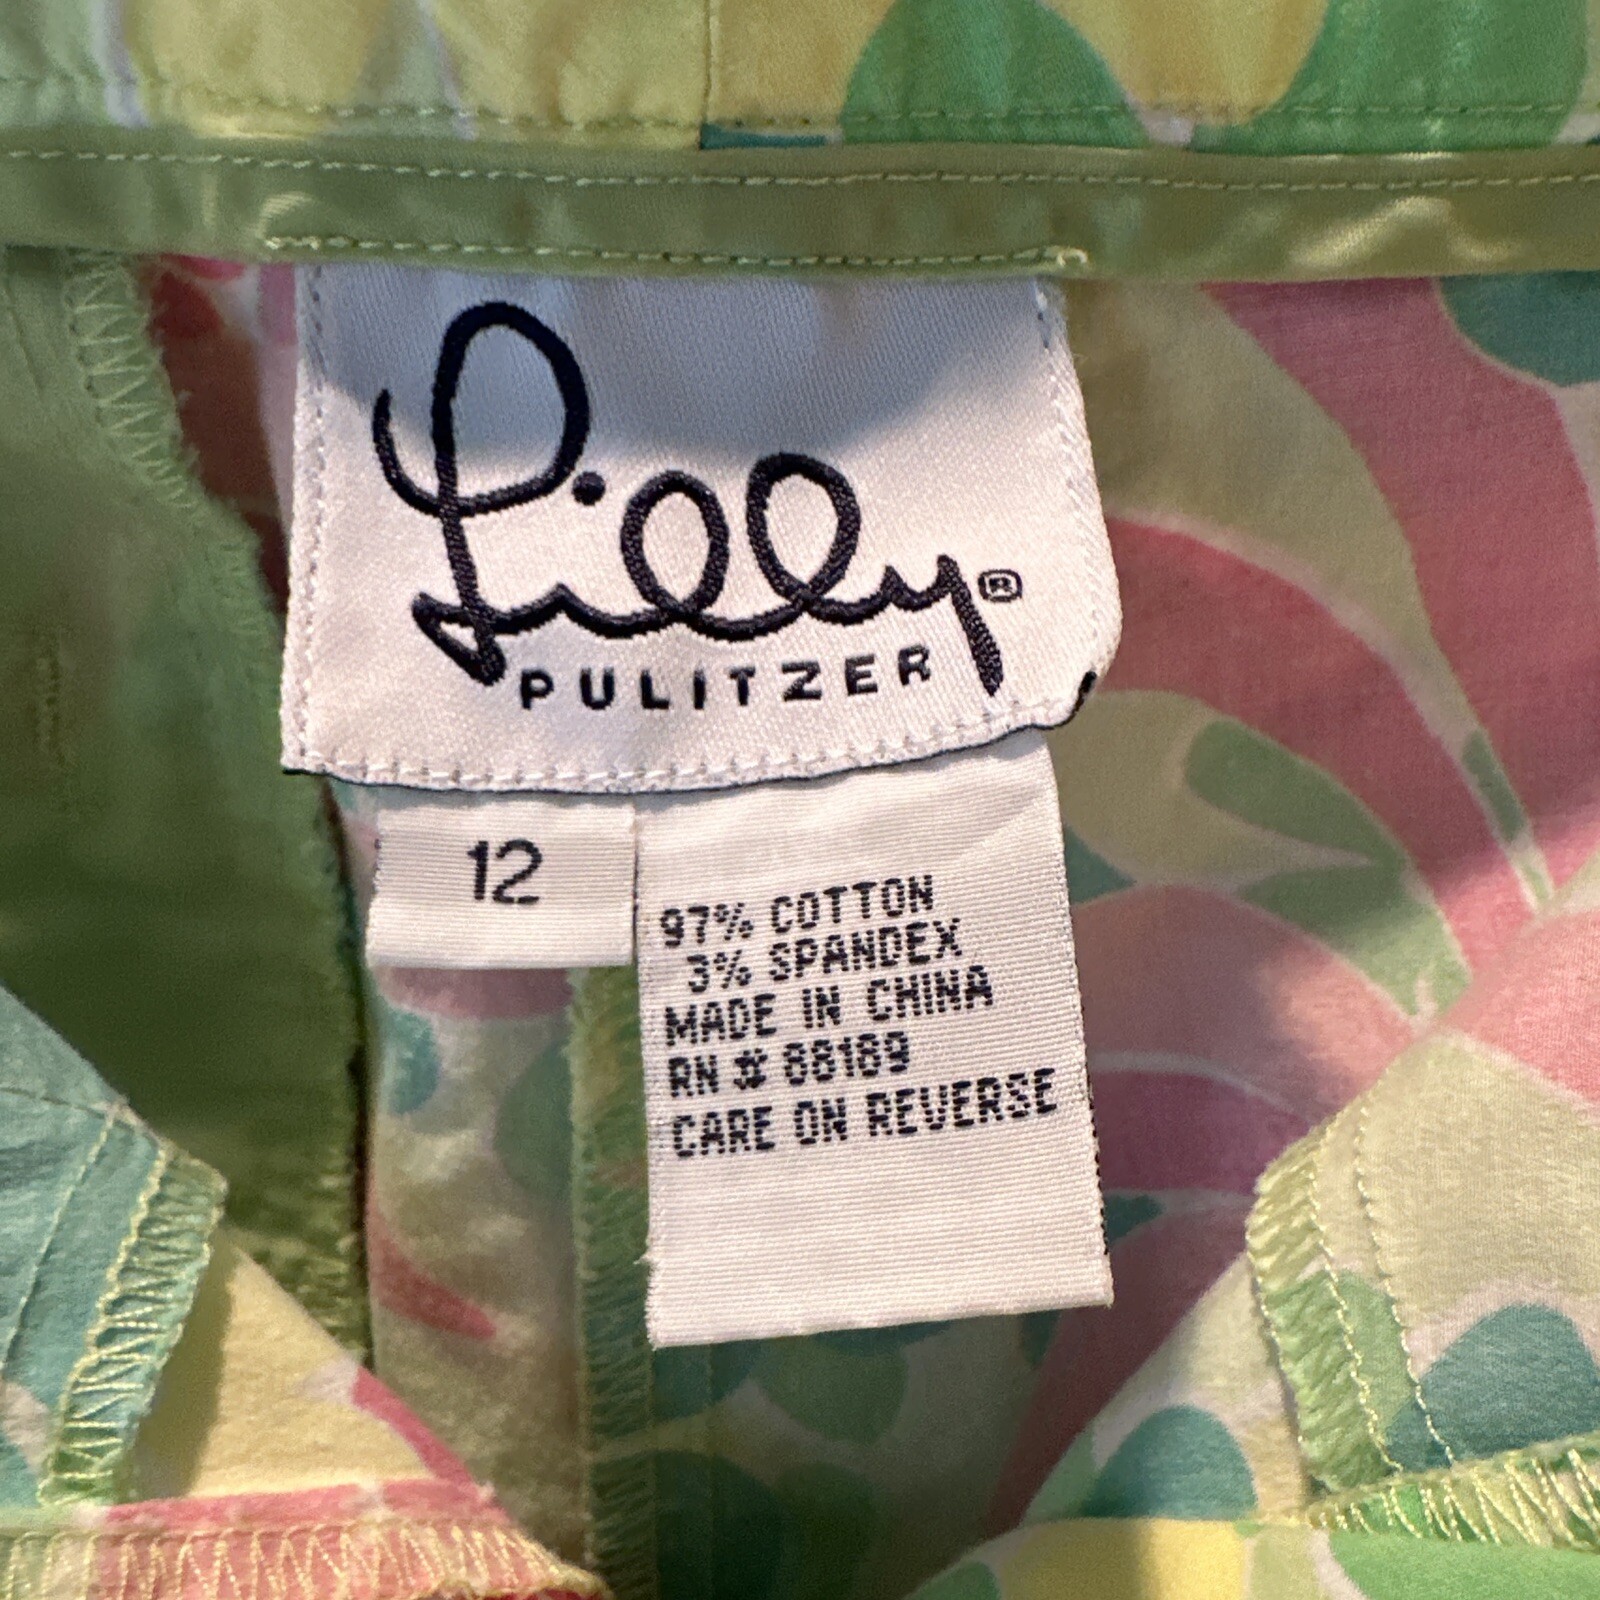 Lilly®
PULITZER
12
97% COTTON
3% SPANDEX
MADE IN CHINA
RN # 88189
CARE ON REVERSE